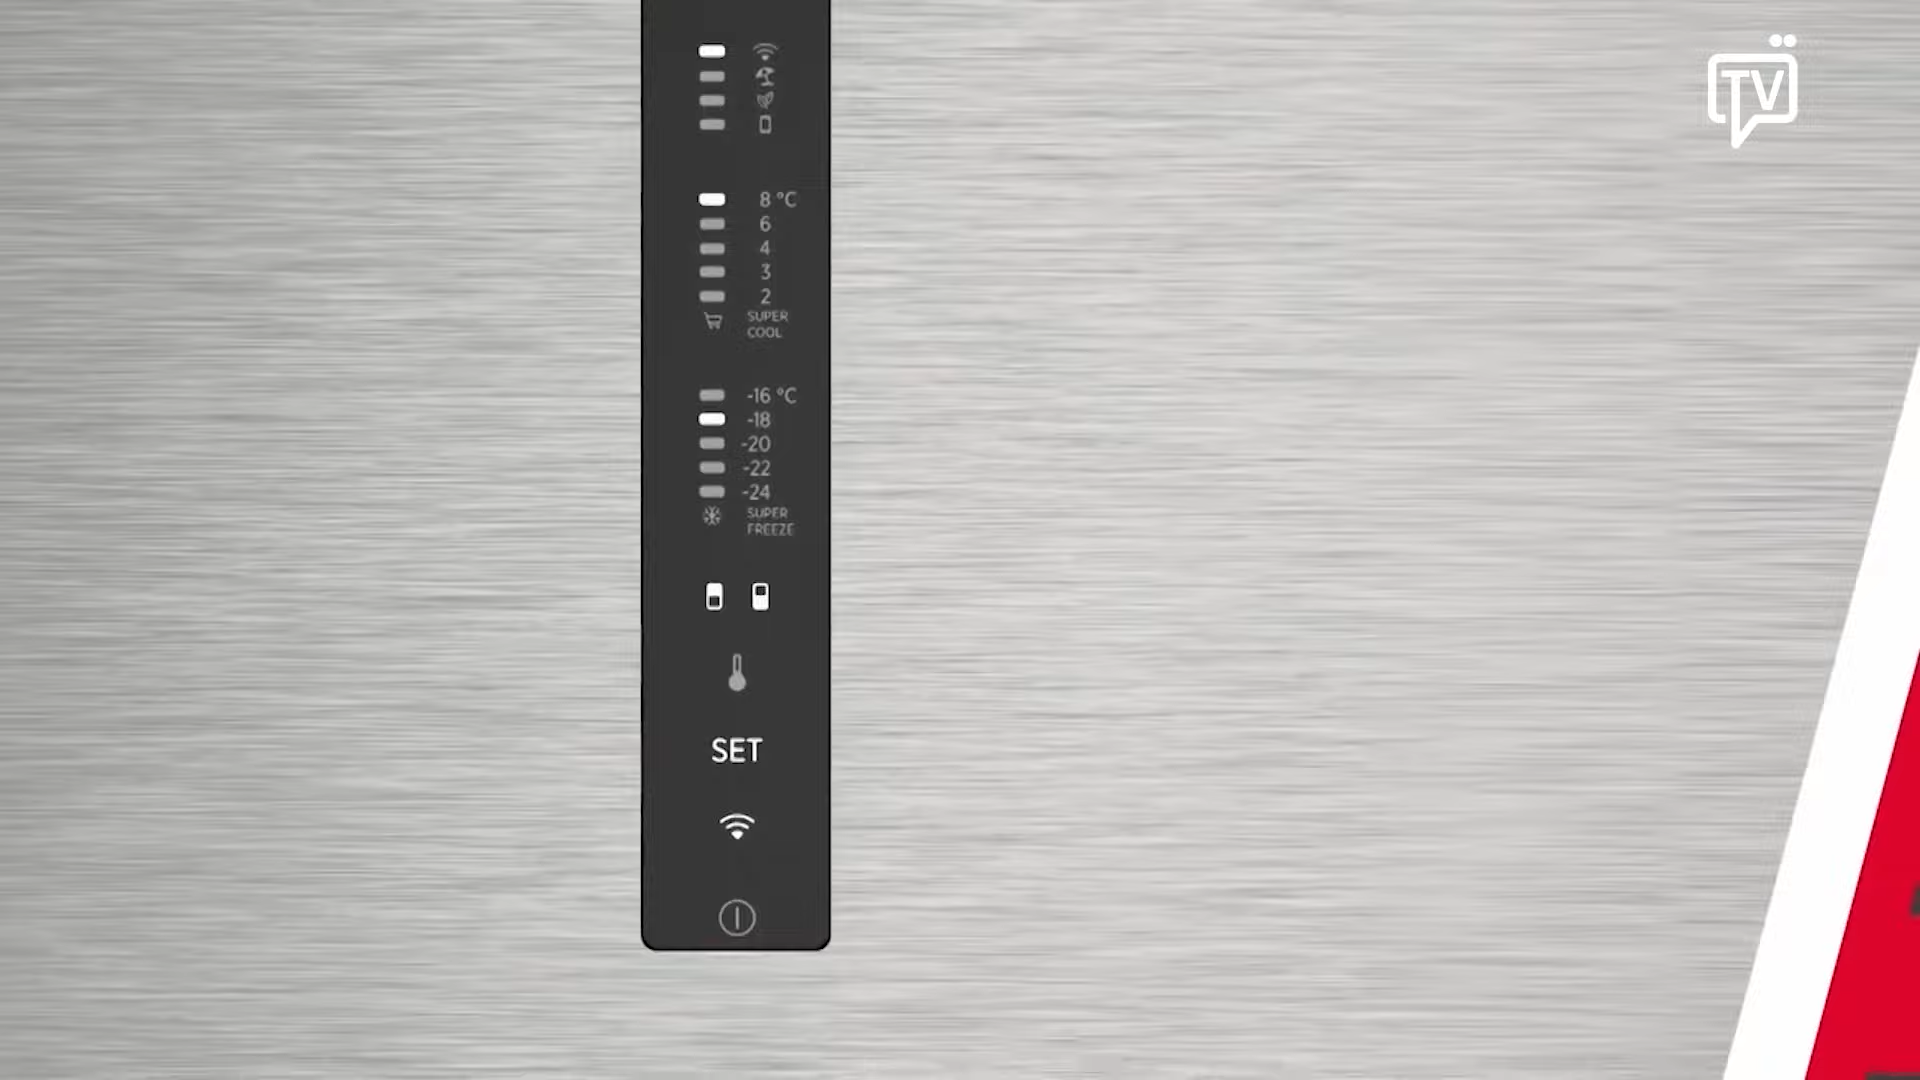 TV
8 °C
6
4
3
2
SUPER
COOL
-16 °C
-18
-20
-22
-24
SUPER
FREEZE
SET